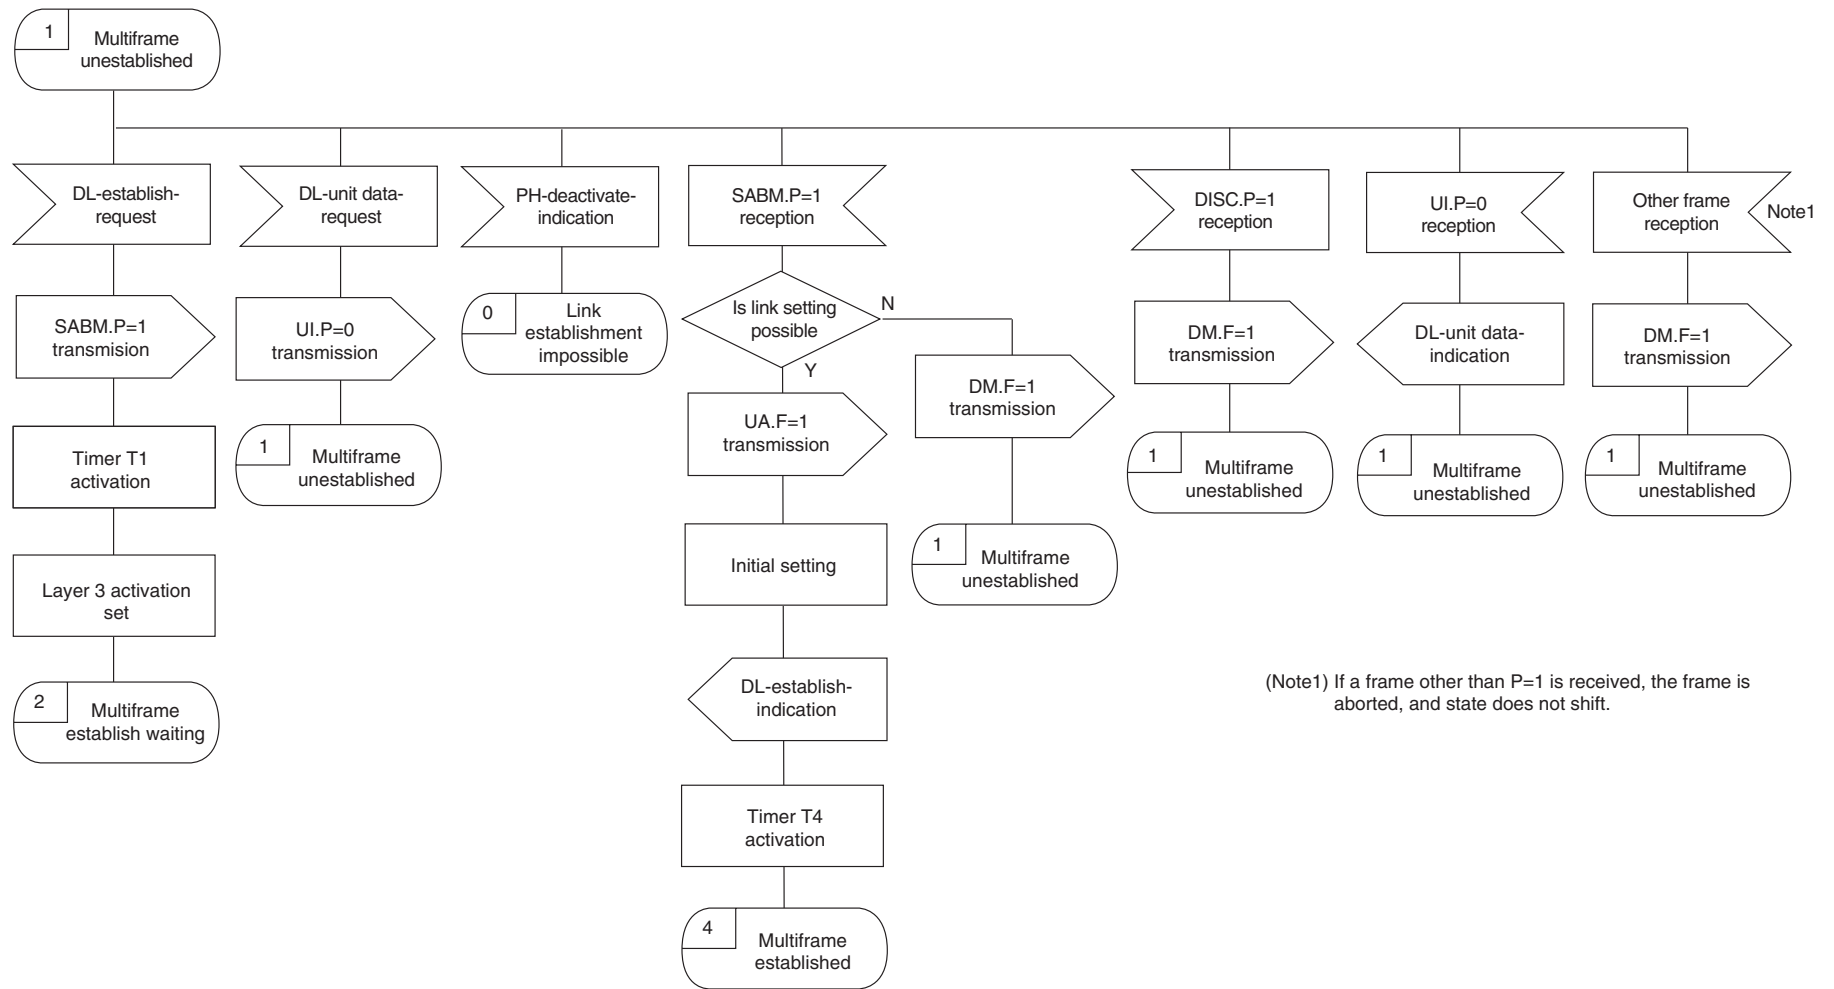 1
Multiframe
unestablished
DL-establish-
request
SABM.P=1
transmision
Timer T1
activation
Layer 3 activation
set
2
Multiframe
establish waiting
DL-unit data-
request
UI.P=0
transmission
1
Multiframe
unestablished
PH-deactivate-
indication
0
Link
establishment
impossible
SABM.P=1
reception
Is link setting
possible
N
Y
UA.F=1
transmission
Initial setting
DL-establish-
indication
Timer T4
activation
4
Multiframe
established
DM.F=1
transmission
1
Multiframe
unestablished
DISC.P=1
reception
DM.F=1
transmission
1
Multiframe
unestablished
UI.P=0
reception
DL-unit data-
indication
1
Multiframe
unestablished
Other frame
reception
Note1
DM.F=1
transmission
1
Multiframe
unestablished
(Note1) If a frame other than P=1 is received, the frame is
aborted, and state does not shift.